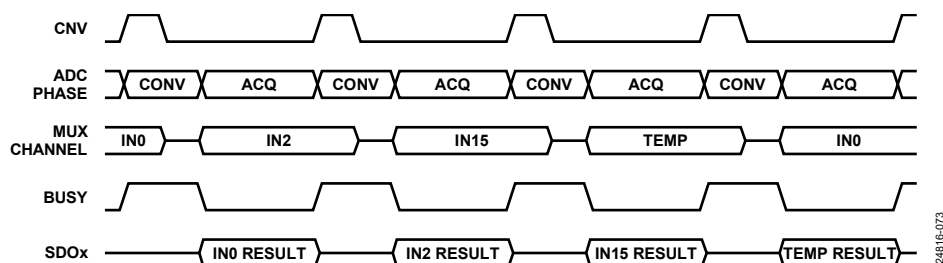 CNV
ADC
PHASE
CONV ACQ CONV ACQ CONV ACQ CONV ACQ
MUX
CHANNEL
IN0 IN2 IN15 TEMP IN0
BUSY
SDOx
IN0 RESULT IN2 RESULT IN15 RESULT TEMP RESULT
24816-073